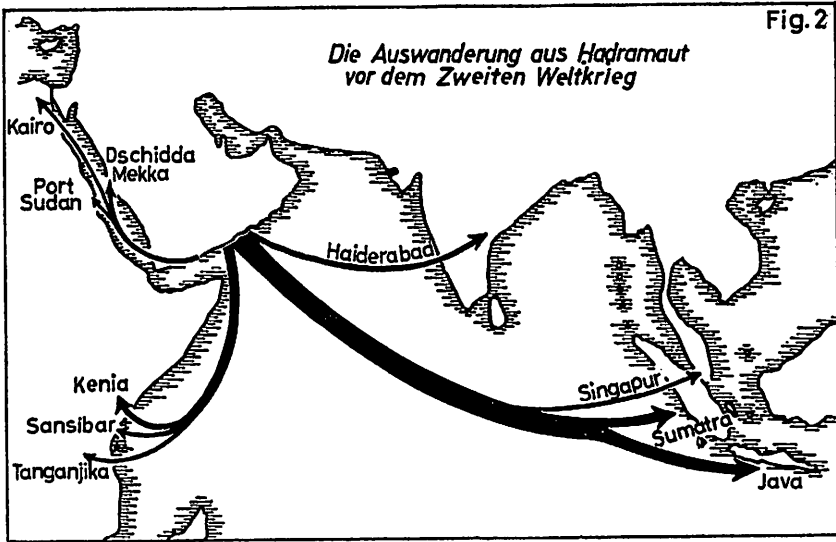 Fig. 2
Die Auswanderung aus Hadramaut
vor dem Zweiten Weltkrieg
Kairo
Dschidda
Mekka
Port
Sudan
Haiderabad
Kenia
Sansibar
Tanganjika
Singapur.
Sumatra
Java